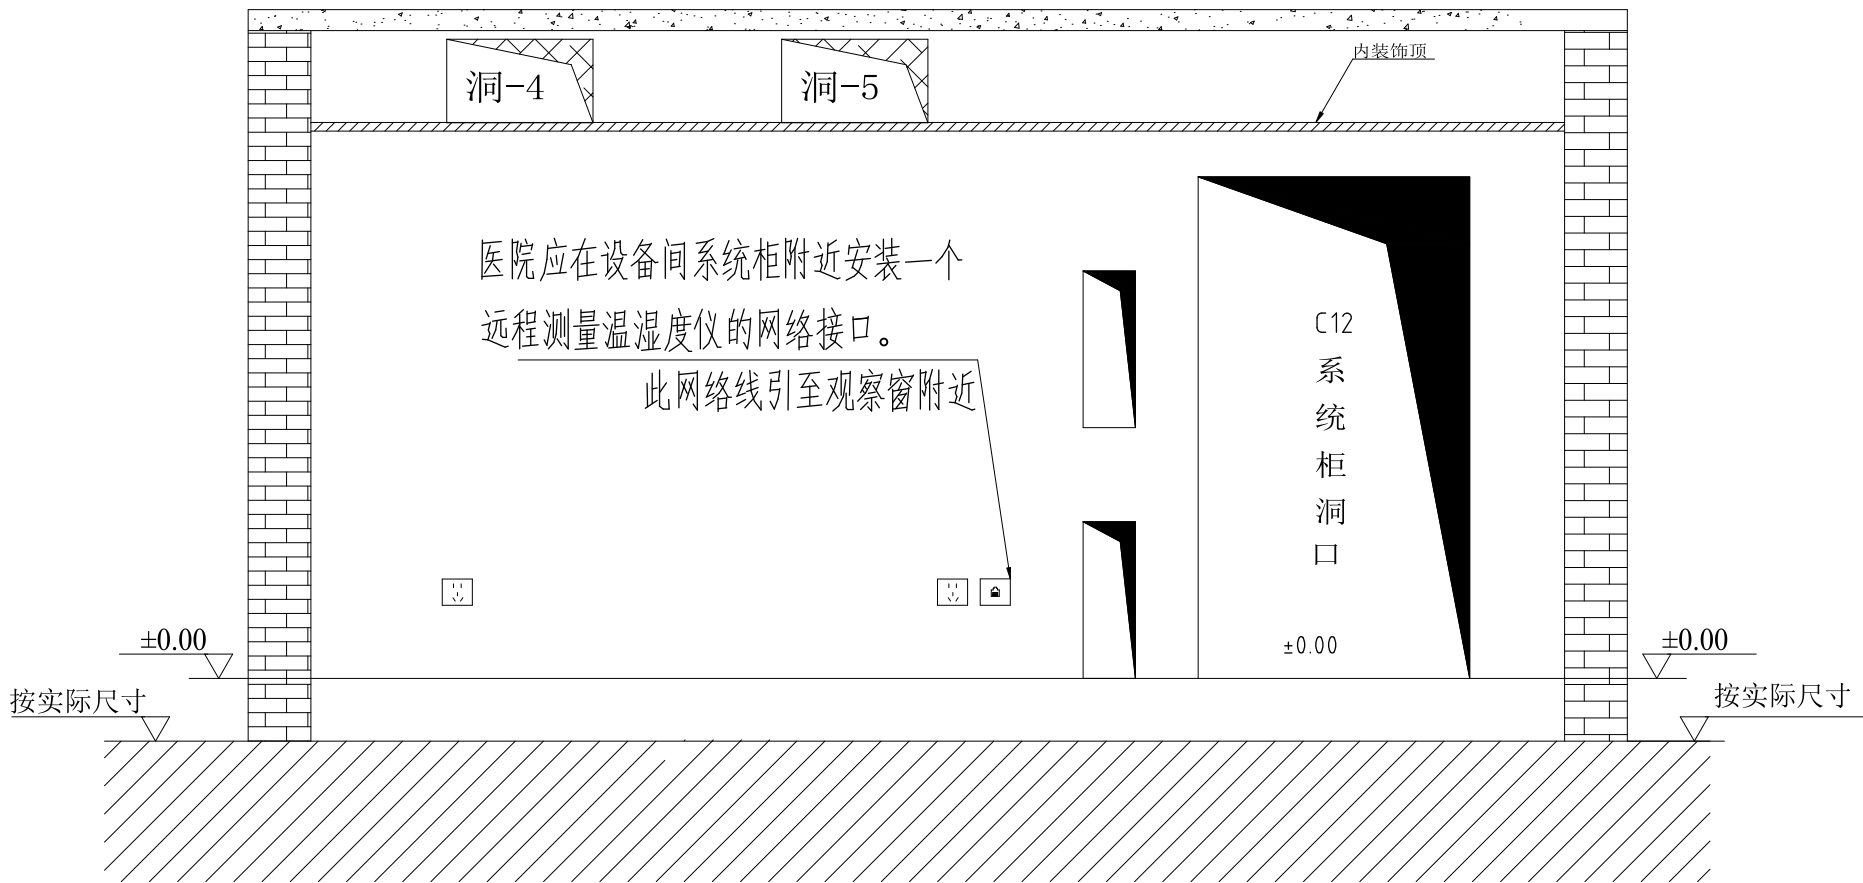 内装饰顶
洞-4
洞-5
医院应在设备间系统柜附近安装一个
远程测量温湿度仪的网络接口。
此网络线引至观察窗附近
C12
系
统
柜
洞
口
±0.00
±0.00
±0.00
按实际尺寸
按实际尺寸